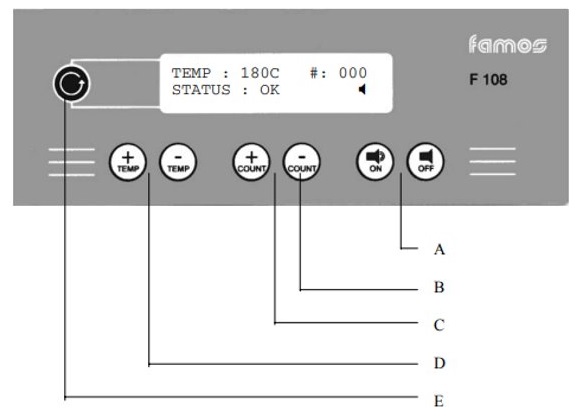 famos
F 108
TEMP : 180C #: 000
STATUS : OK
+ TEMP
- TEMP
+ COUNT
- COUNT
ON
OFF
A
B
C
D
E